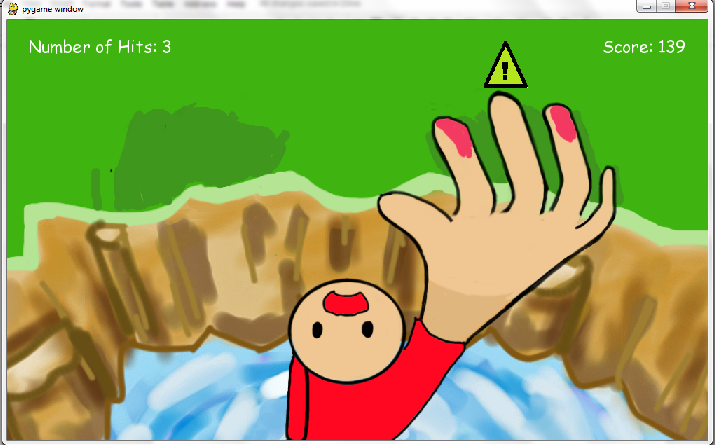 pygame window
Number of Hits: 3
Score: 139
!